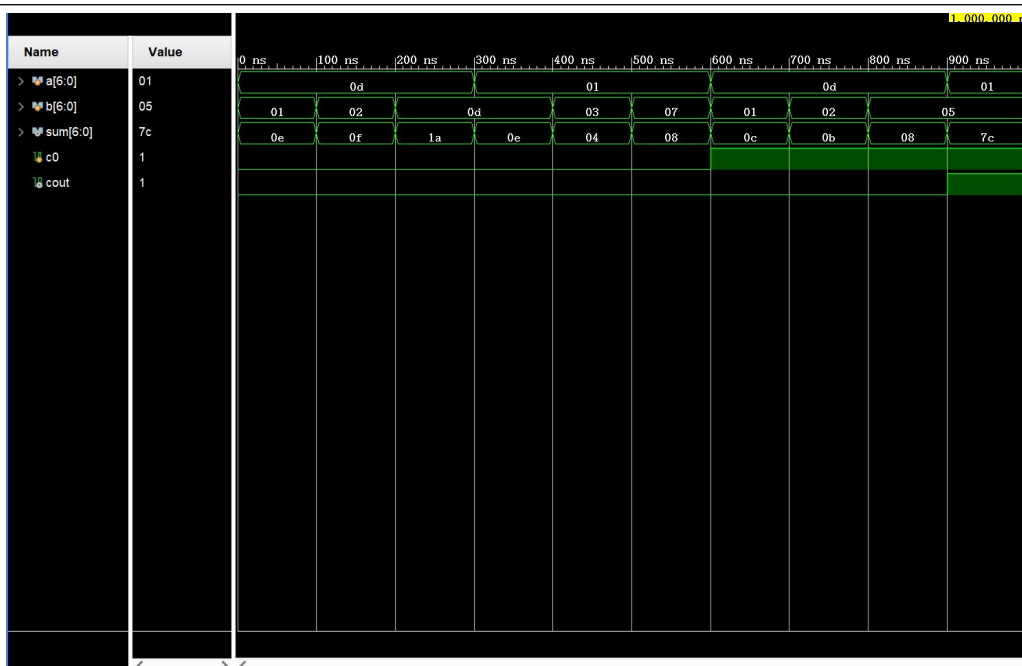 1,000,000
Name Value
0 ns 100 ns 200 ns 300 ns 400 ns 500 ns 600 ns 700 ns 800 ns 900 ns
a[6:0] 01 0d 01 0d 01
b[6:0] 05 01 02 0d 03 07 01 02 05
sum[6:0] 7c 0e 0f 1a 0e 04 08 0c 0b 08 7c
c0 1
cout 1